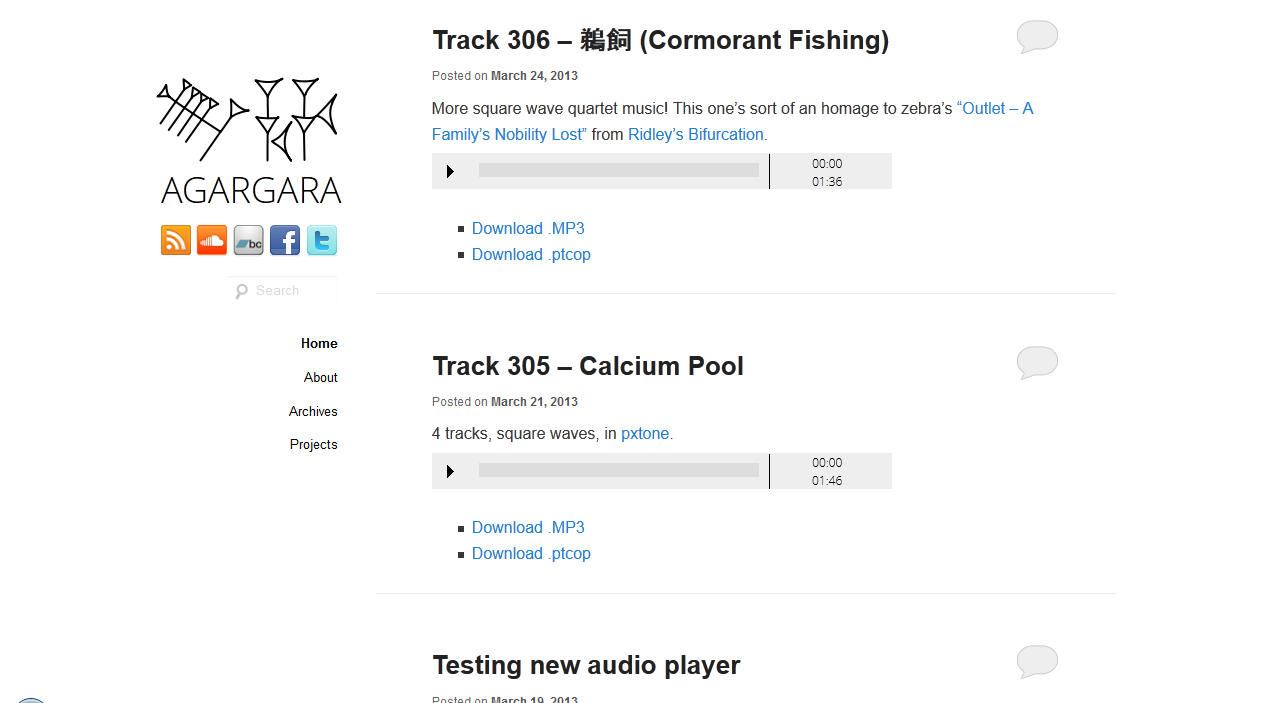 AGARGARA
bc
Search
Home
About
Archives
Projects
Track 306 – 鵜飼 (Cormorant Fishing)
Posted on March 24, 2013
More square wave quartet music! This one’s sort of an homage to zebra’s “Outlet – A
Family’s Nobility Lost” from Ridley’s Bifurcation.
00:00
01:36
Download .MP3
Download .ptcop
Track 305 – Calcium Pool
Posted on March 21, 2013
4 tracks, square waves, in pxtone.
00:00
01:46
Download .MP3
Download .ptcop
Testing new audio player
Posted on March 19, 2013